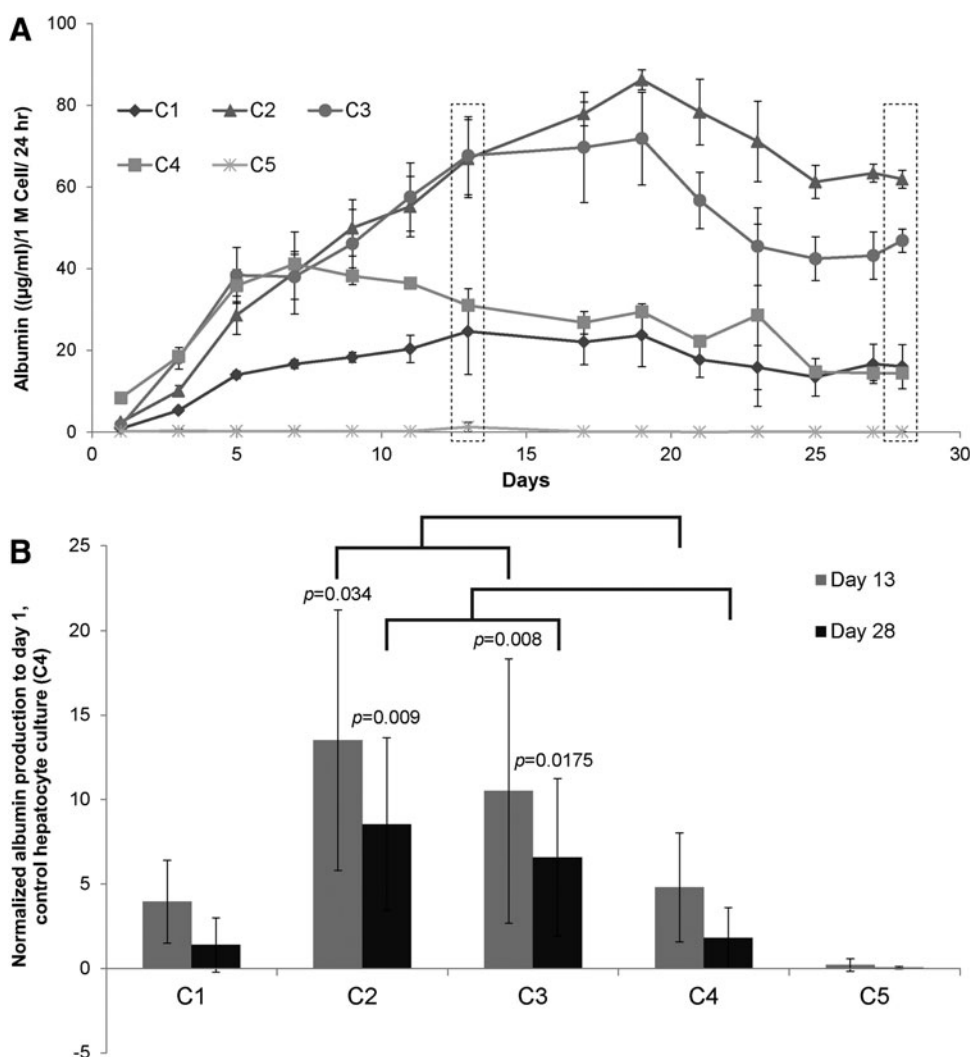 A
Albumin ((µg/ml)/1 M Cell/ 24 hr)
100
80
60
40
20
0
C1 C2 C3
C4 C5
0 5 10 15 20 25 30
Days
B
Normalized albumin production to day 1,
control hepatocyte culture (C4)
25
20
15
10
5
0
-5
Day 13
Day 28
p=0.034
p=0.008
p=0.009
p=0.0175
C1 C2 C3 C4 C5